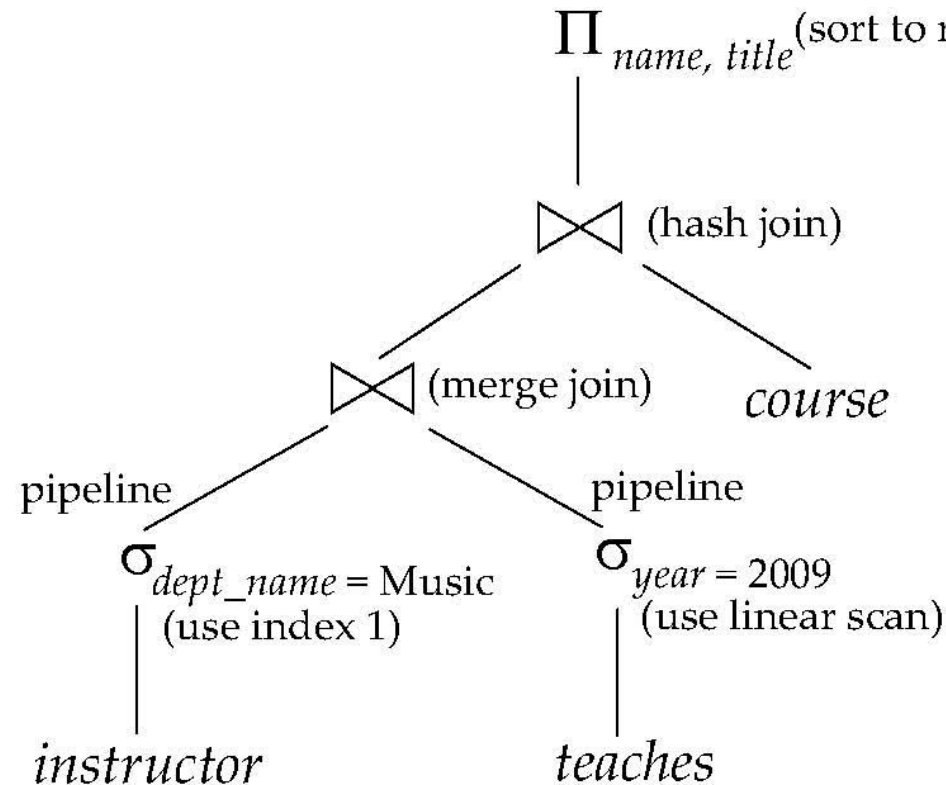 Π name, title (sort to
(hash join)
(merge join)
course
pipeline
pipeline
σ dept_name = Music
(use index 1)
σ year = 2009
(use linear scan)
instructor
teaches